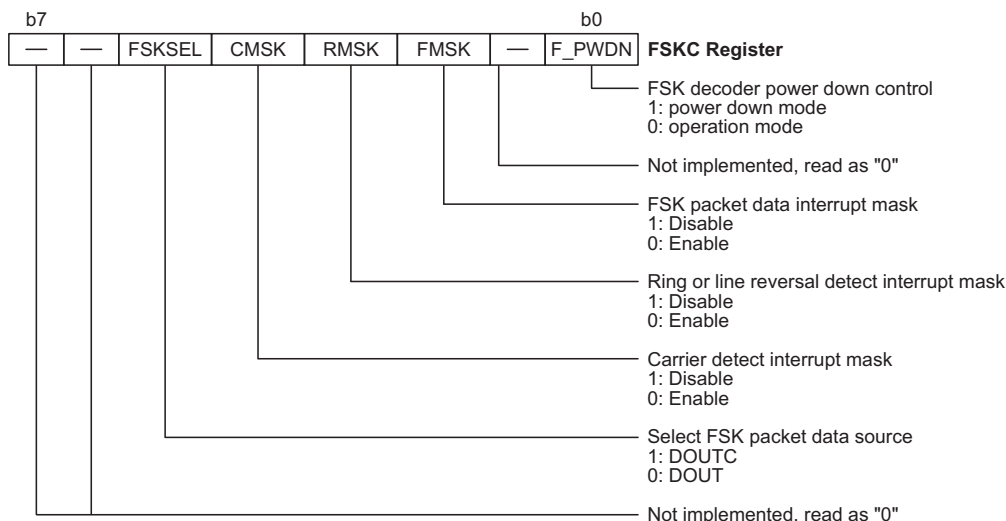 b7 b0
— — FSKSEL CMSK RMSK FMSK — F_PWDN FSKC Register
FSK decoder power down control
1: power down mode
0: operation mode
Not implemented, read as "0"
FSK packet data interrupt mask
1: Disable
0: Enable
Ring or line reversal detect interrupt mask
1: Disable
0: Enable
Carrier detect interrupt mask
1: Disable
0: Enable
Select FSK packet data source
1: DOUTC
0: DOUT
Not implemented, read as "0"